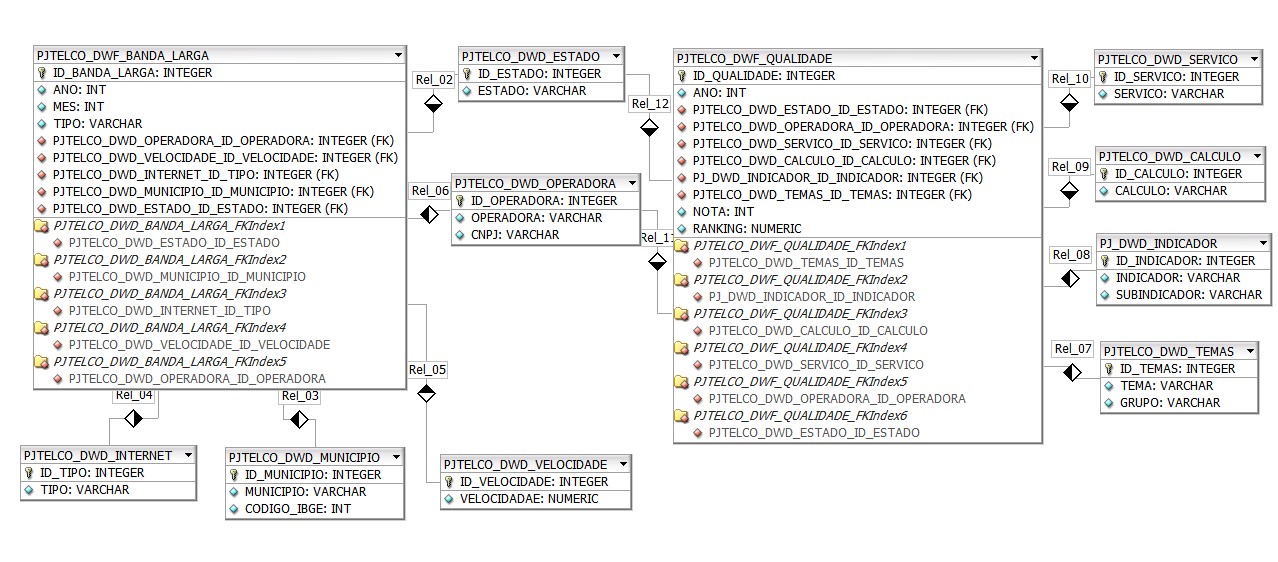 PJTELCO_DWF_BANDA_LARGA
ID_BANDA_LARGA: INTEGER
ANO: INT
MES: INT
TIPO: VARCHAR
PJTELCO_DWD_OPERADORA_ID_OPERADORA: INTEGER (FK)
PJTELCO_DWD_VELOCIDADE_ID_VELOCIDADE: INTEGER (FK)
PJTELCO_DWD_INTERNET_ID_TIPO: INTEGER (FK)
PJTELCO_DWD_MUNICIPIO_ID_MUNICIPIO: INTEGER (FK)
PJTELCO_DWD_ESTADO_ID_ESTADO: INTEGER (FK)
PJTELCO_DWD_BANDA_LARGA_FKIndex1
PJTELCO_DWD_ESTADO_ID_ESTADO
PJTELCO_DWD_BANDA_LARGA_FKIndex2
PJTELCO_DWD_MUNICIPIO_ID_MUNICIPIO
PJTELCO_DWD_BANDA_LARGA_FKIndex3
PJTELCO_DWD_INTERNET_ID_TIPO
PJTELCO_DWD_BANDA_LARGA_FKIndex4
PJTELCO_DWD_VELOCIDADE_ID_VELOCIDADE
PJTELCO_DWD_BANDA_LARGA_FKIndex5
PJTELCO_DWD_OPERADORA_ID_OPERADORA
Rel_02
PJTELCO_DWD_ESTADO
ID_ESTADO: INTEGER
ESTADO: VARCHAR
Rel_12
Rel_06
PJTELCO_DWD_OPERADORA
ID_OPERADORA: INTEGER
OPERADORA: VARCHAR
CNPJ: VARCHAR
Rel_11
PJTELCO_DWF_QUALIDADE
ID_QUALIDADE: INTEGER
ANO: INT
PJTELCO_DWD_ESTADO_ID_ESTADO: INTEGER (FK)
PJTELCO_DWD_OPERADORA_ID_OPERADORA: INTEGER (FK)
PJTELCO_DWD_SERVICO_ID_SERVICO: INTEGER (FK)
PJTELCO_DWD_CALCULO_ID_CALCULO: INTEGER (FK)
PJ_DWD_INDICADOR_ID_INDICADOR: INTEGER (FK)
PJTELCO_DWD_TEMAS_ID_TEMAS: INTEGER (FK)
NOTA: INT
RANKING: NUMERIC
PJTELCO_DWF_QUALIDADE_FKIndex1
PJTELCO_DWD_TEMAS_ID_TEMAS
PJTELCO_DWF_QUALIDADE_FKIndex2
PJ_DWD_INDICADOR_ID_INDICADOR
PJTELCO_DWF_QUALIDADE_FKIndex3
PJTELCO_DWD_CALCULO_ID_CALCULO
PJTELCO_DWF_QUALIDADE_FKIndex4
PJTELCO_DWD_SERVICO_ID_SERVICO
PJTELCO_DWF_QUALIDADE_FKIndex5
PJTELCO_DWD_OPERADORA_ID_OPERADORA
PJTELCO_DWF_QUALIDADE_FKIndex6
PJTELCO_DWD_ESTADO_ID_ESTADO
Rel_10
PJTELCO_DWD_SERVICO
ID_SERVICO: INTEGER
SERVICO: VARCHAR
Rel_09
PJTELCO_DWD_CALCULO
ID_CALCULO: INTEGER
CALCULO: VARCHAR
Rel_08
PJ_DWD_INDICADOR
ID_INDICADOR: INTEGER
INDICADOR: VARCHAR
SUBINDICADOR: VARCHAR
Rel_07
PJTELCO_DWD_TEMAS
ID_TEMAS: INTEGER
TEMA: VARCHAR
GRUPO: VARCHAR
Rel_05
Rel_04
Rel_03
PJTELCO_DWD_INTERNET
ID_TIPO: INTEGER
TIPO: VARCHAR
PJTELCO_DWD_MUNICIPIO
ID_MUNICIPIO: INTEGER
MUNICIPIO: VARCHAR
CODIGO_IBGE: INT
PJTELCO_DWD_VELOCIDADE
ID_VELOCIDADE: INTEGER
VELOCIDADAE: NUMERIC